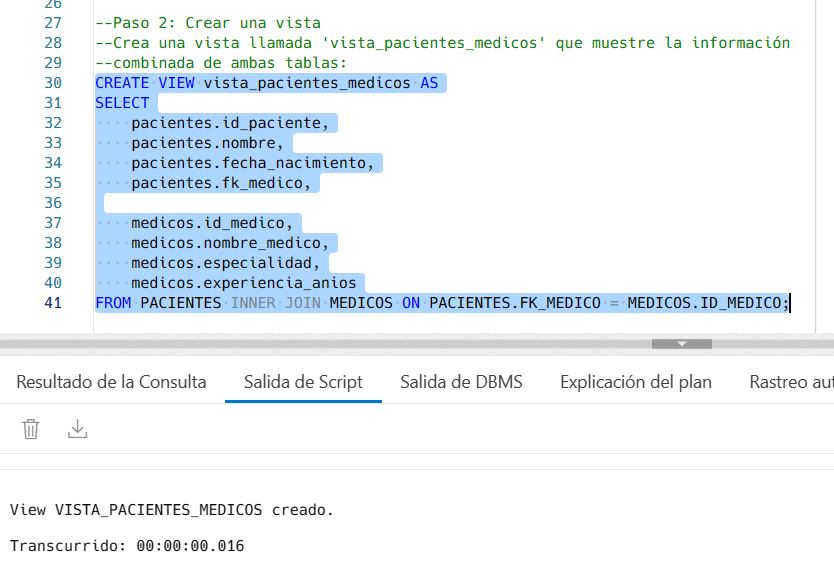 26
27 --Paso 2: Crear una vista
28 --Crea una vista llamada 'vista_pacientes_medicos' que muestre la información
29 --combinada de ambas tablas:
30 CREATE VIEW vista_pacientes_medicos AS
31 SELECT
32 pacientes.id_paciente,
33 pacientes.nombre,
34 pacientes.fecha_nacimiento,
35 pacientes.fk_medico,
36
37 medicos.id_medico,
38 medicos.nombre_medico,
39 medicos.especialidad,
40 medicos.experiencia_anios
41 FROM PACIENTES INNER JOIN MEDICOS ON PACIENTES.FK_MEDICO = MEDICOS.ID_MEDICO;
Resultado de la Consulta Salida de Script Salida de DBMS Explicación del plan Rastreo
View VISTA_PACIENTES_MEDICOS creado.
Transcurrido: 00:00:00.016